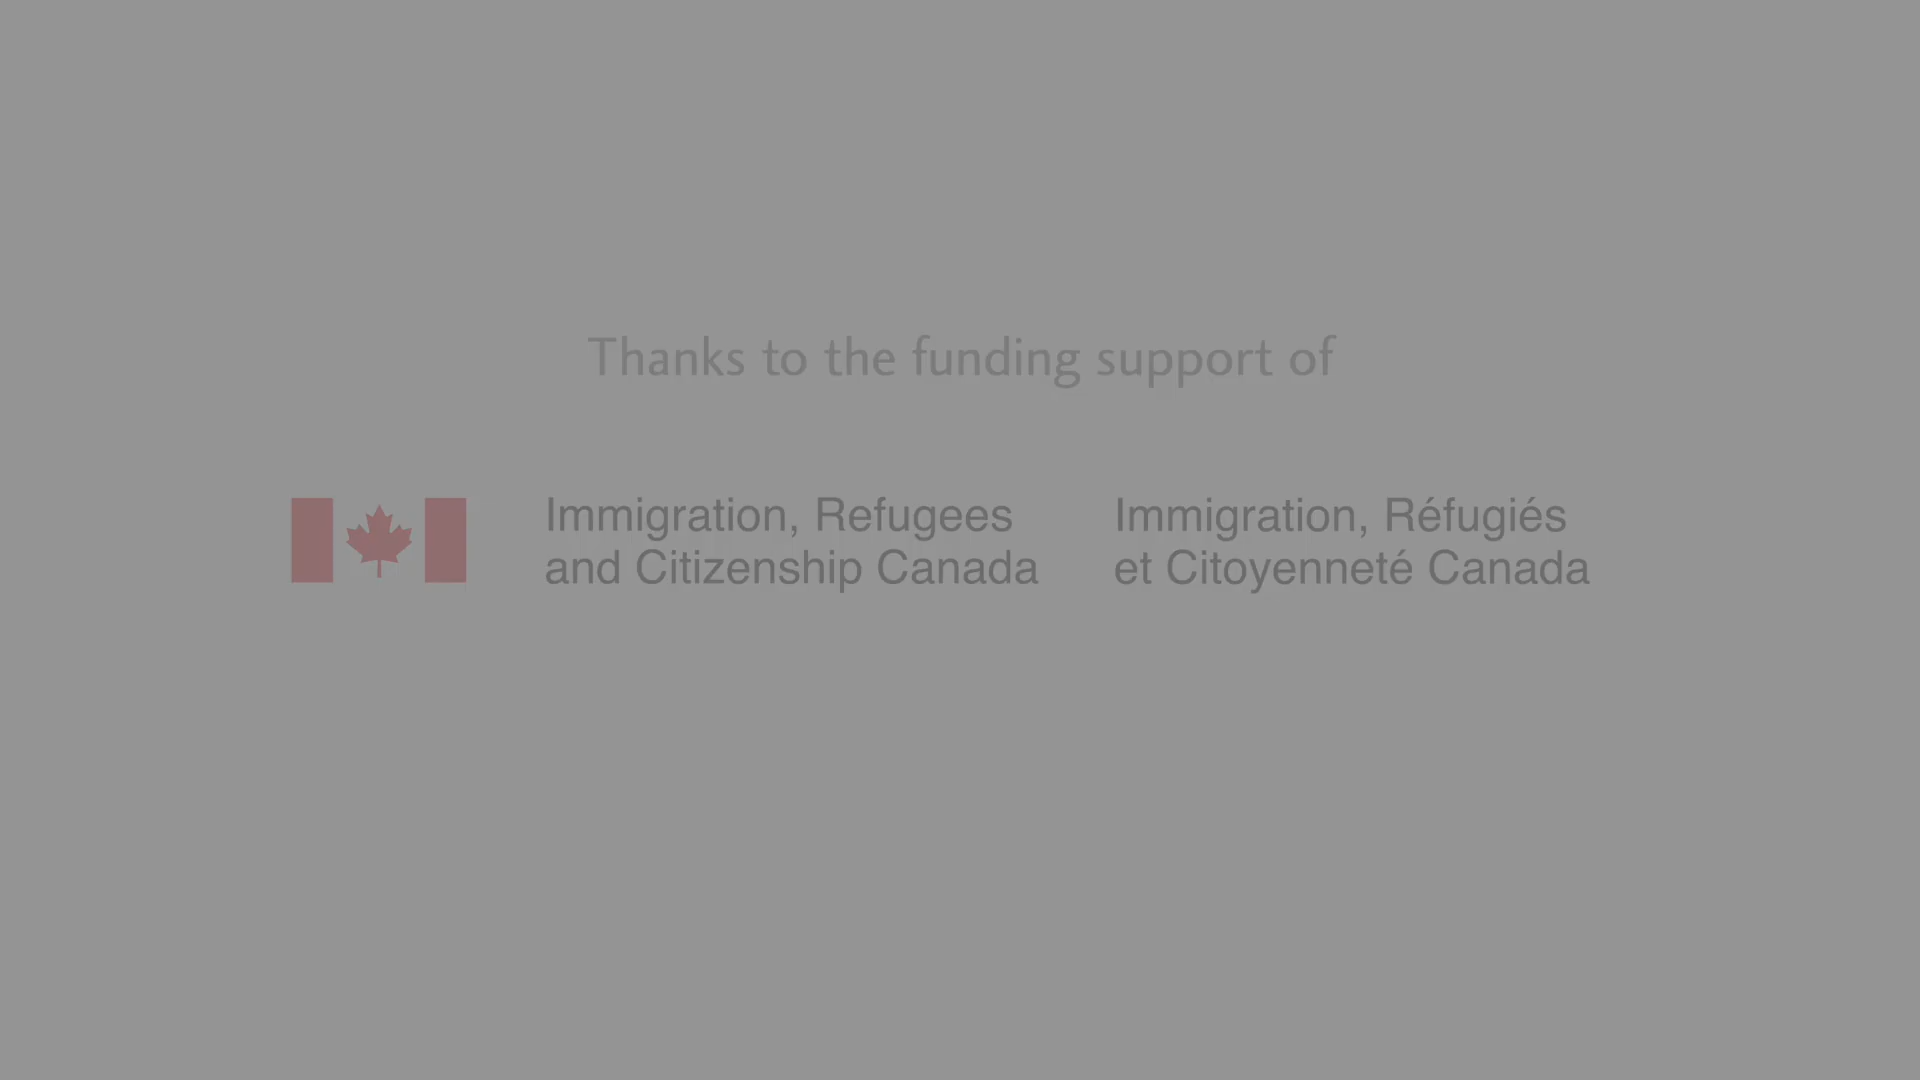 Thanks to the funding support of
Immigration, Refugees
and Citizenship Canada
Immigration, Réfugiés
et Citoyenneté Canada